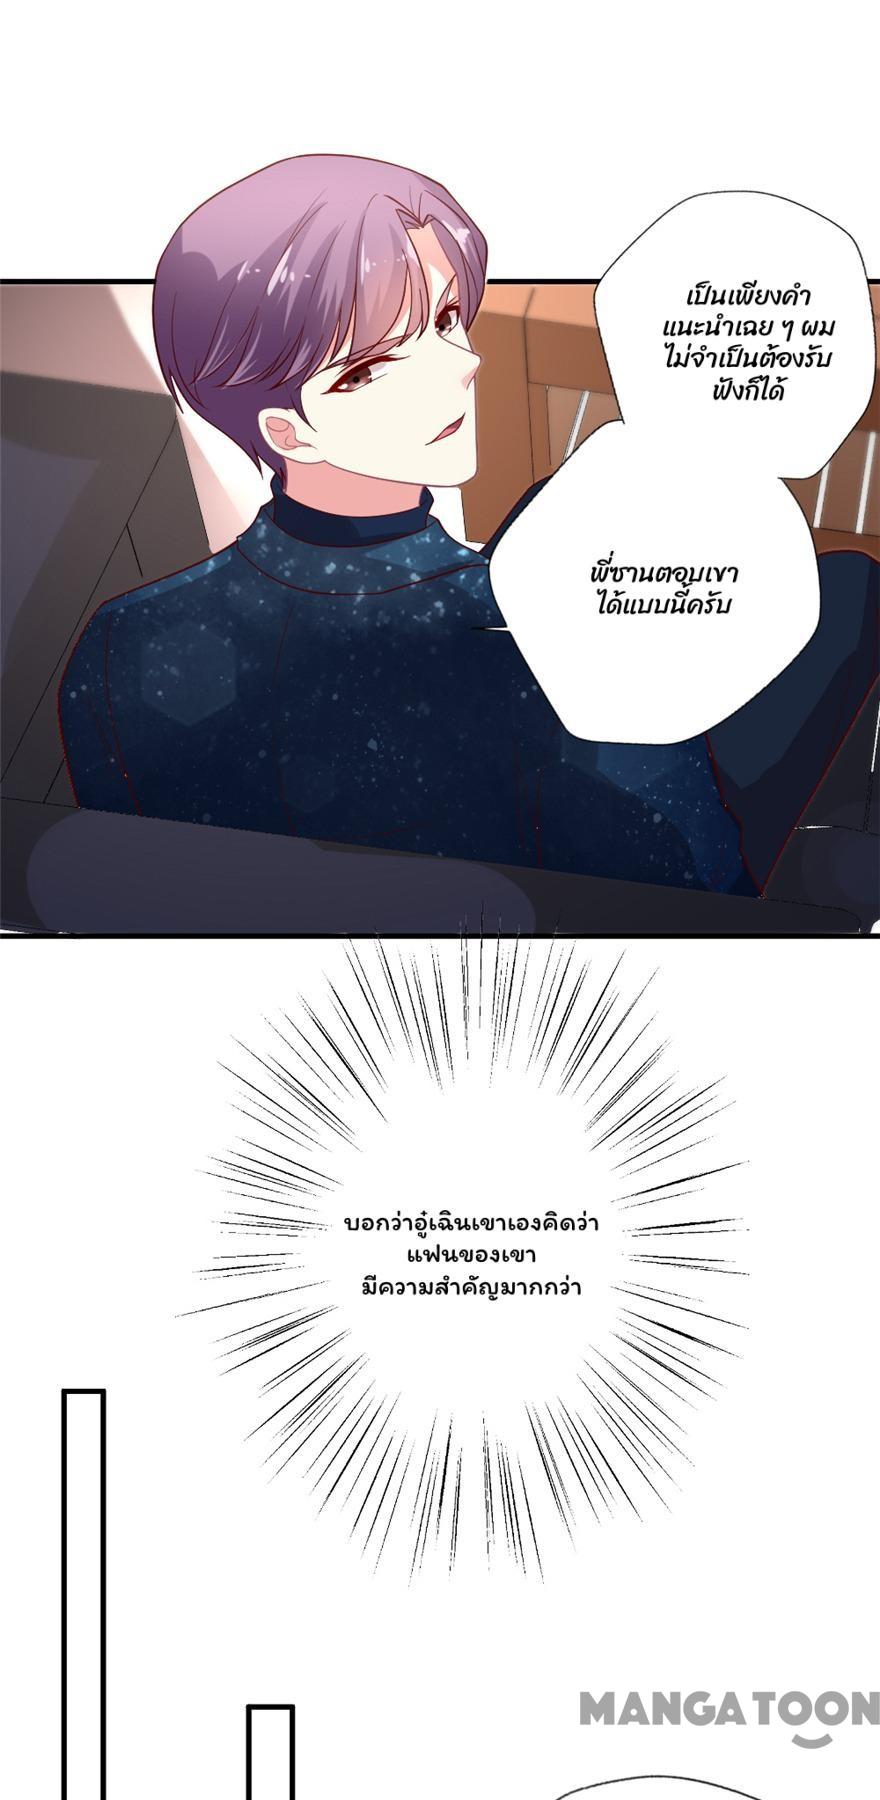 เป็นเพียงคำ
แนะนำเฉย ๆ ผม
ไม่จำเป็นต้องรับ
ฟังก็ได้
พี่ซานตอบเขา
ได้แบบนี้ครับ
บอกว่าอู๋เฉินเขาเองคิดว่า
แฟนของเขา
มีความสำคัญมากกว่า
MANGATOON